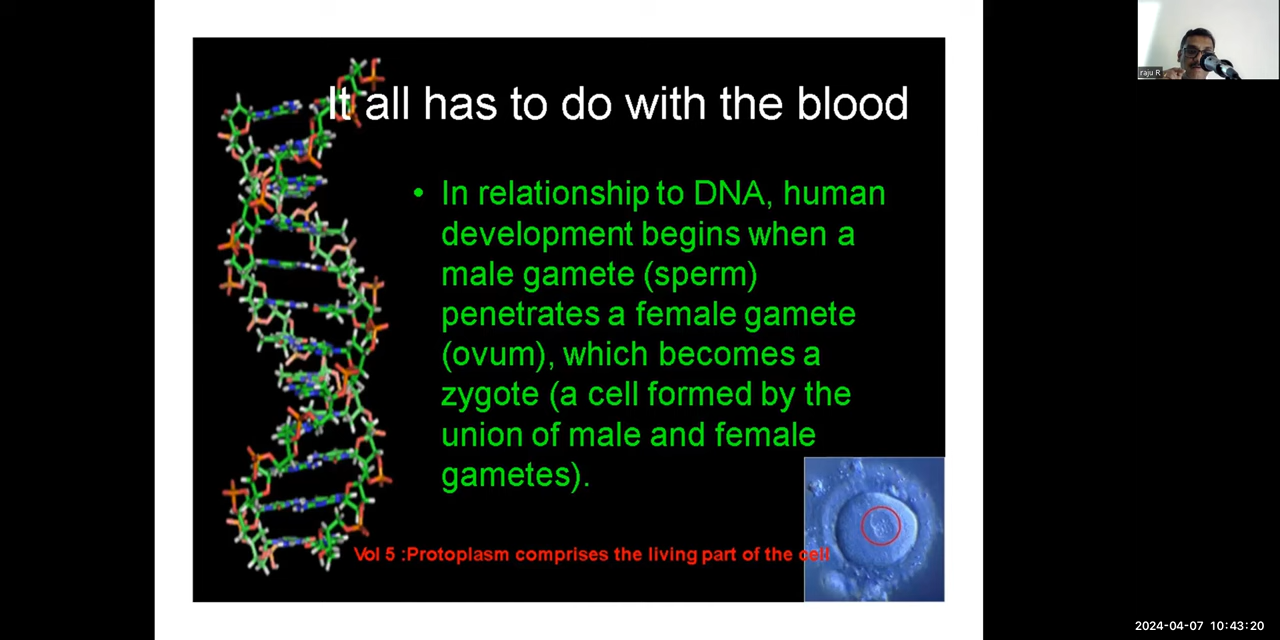 It all has to do with the blood
raju R
• In relationship to DNA, human
development begins when a
male gamete (sperm)
penetrates a female gamete
(ovum), which becomes a
zygote (a cell formed by the
union of male and female
gametes).
Vol 5 :Protoplasm comprises the living part of the cell
2024-04-07 10:43:20